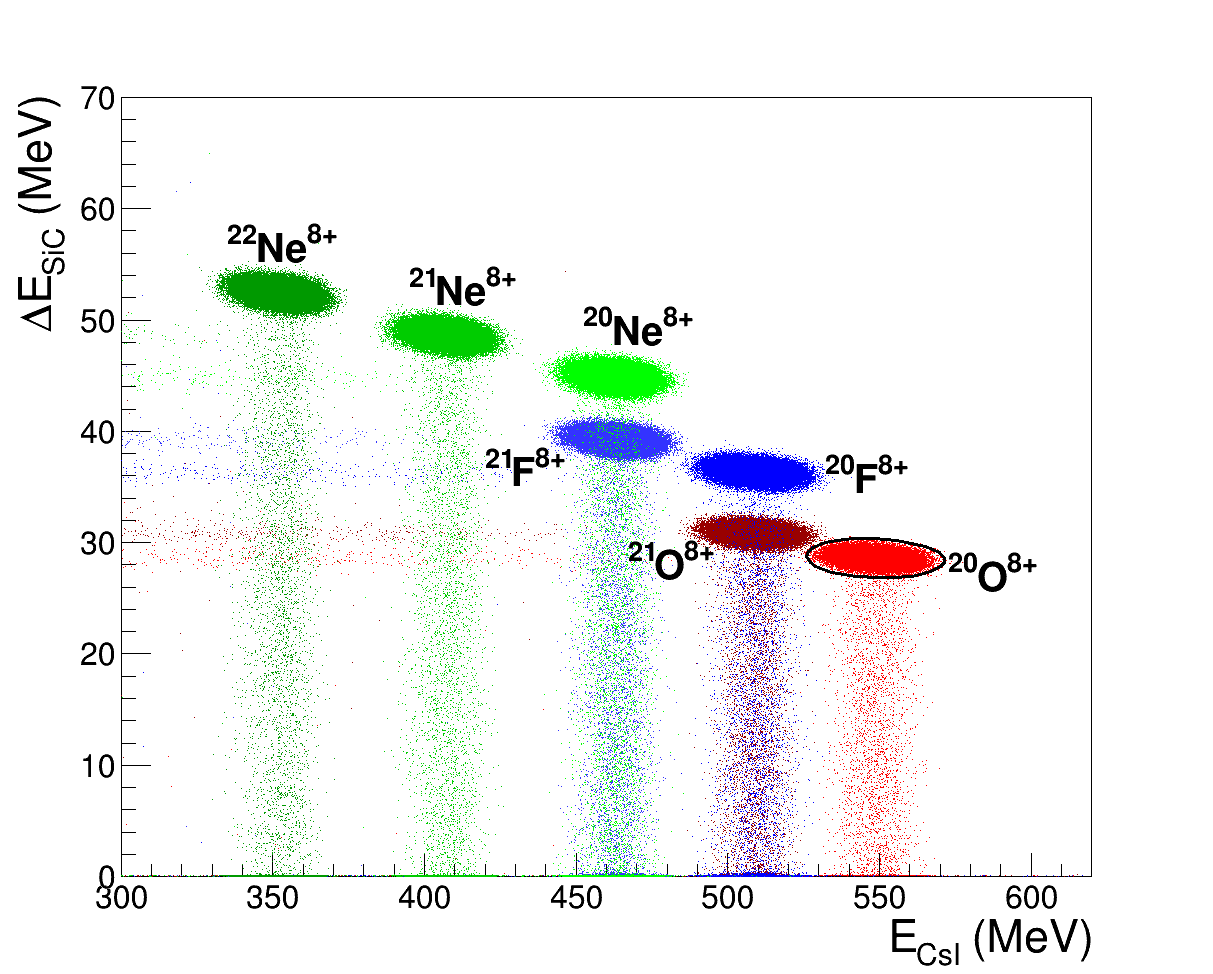 70
60
50
40
30
20
10
0
ΔE_SiC (MeV)
²²Ne⁸⁺
²¹Ne⁸⁺
²⁰Ne⁸⁺
²¹F⁸⁺
²⁰F⁸⁺
²¹O⁸⁺
²⁰O⁸⁺
300 350 400 450 500 550 600
E_CsI (MeV)